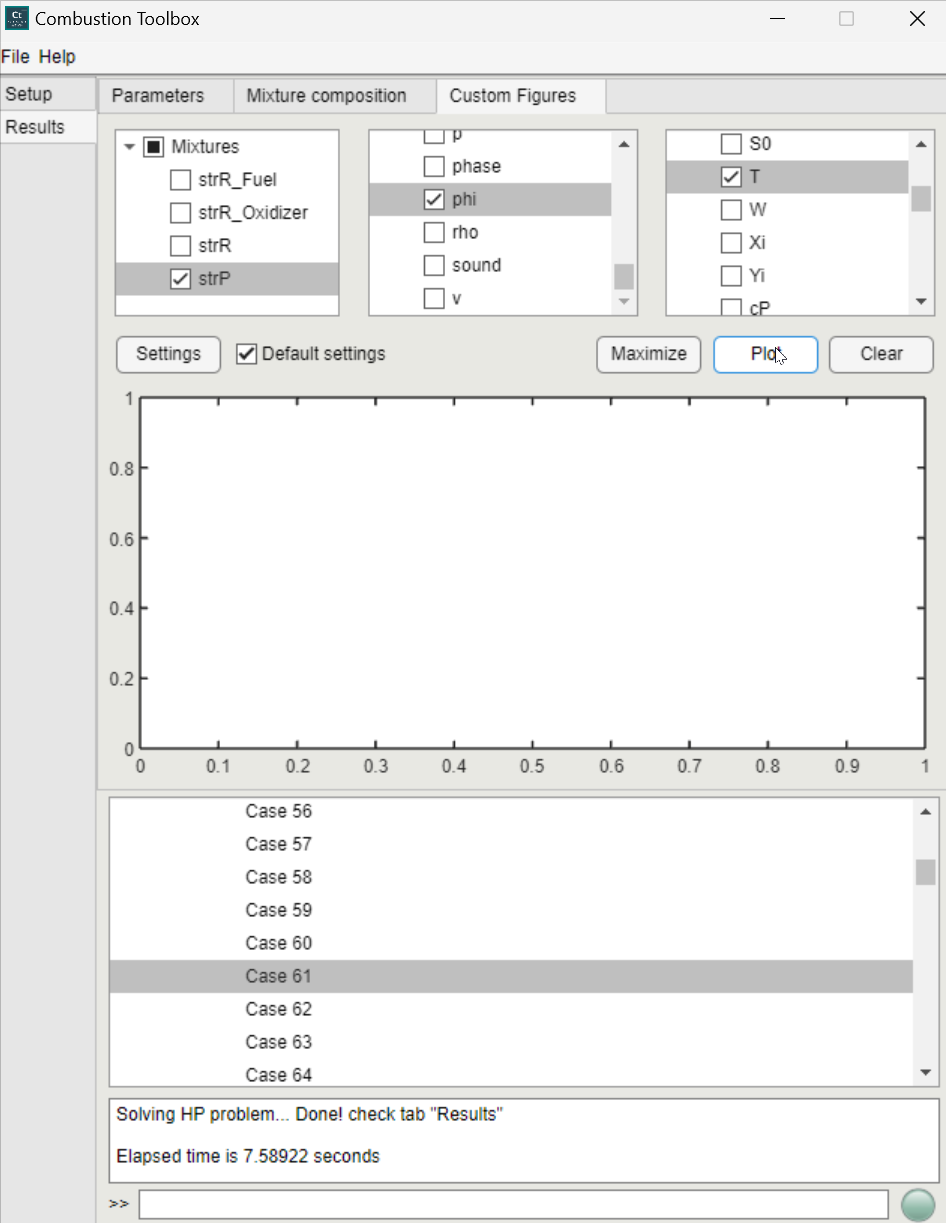 Ct
Combustion Toolbox
File Help
Setup
Results
Parameters Mixture composition Custom Figures
Mixtures
strR_Fuel
strR_Oxidizer
strR
strP
p
phase
phi
rho
sound
v
S0
T
W
Xi
Yi
cP
Settings Default settings Maximize Plot Clear
1
0.8
0.6
0.4
0.2
0
0 0.1 0.2 0.3 0.4 0.5 0.6 0.7 0.8 0.9 1
Case 56
Case 57
Case 58
Case 59
Case 60
Case 61
Case 62
Case 63
Case 64
Solving HP problem... Done! check tab "Results"
Elapsed time is 7.58922 seconds
>>